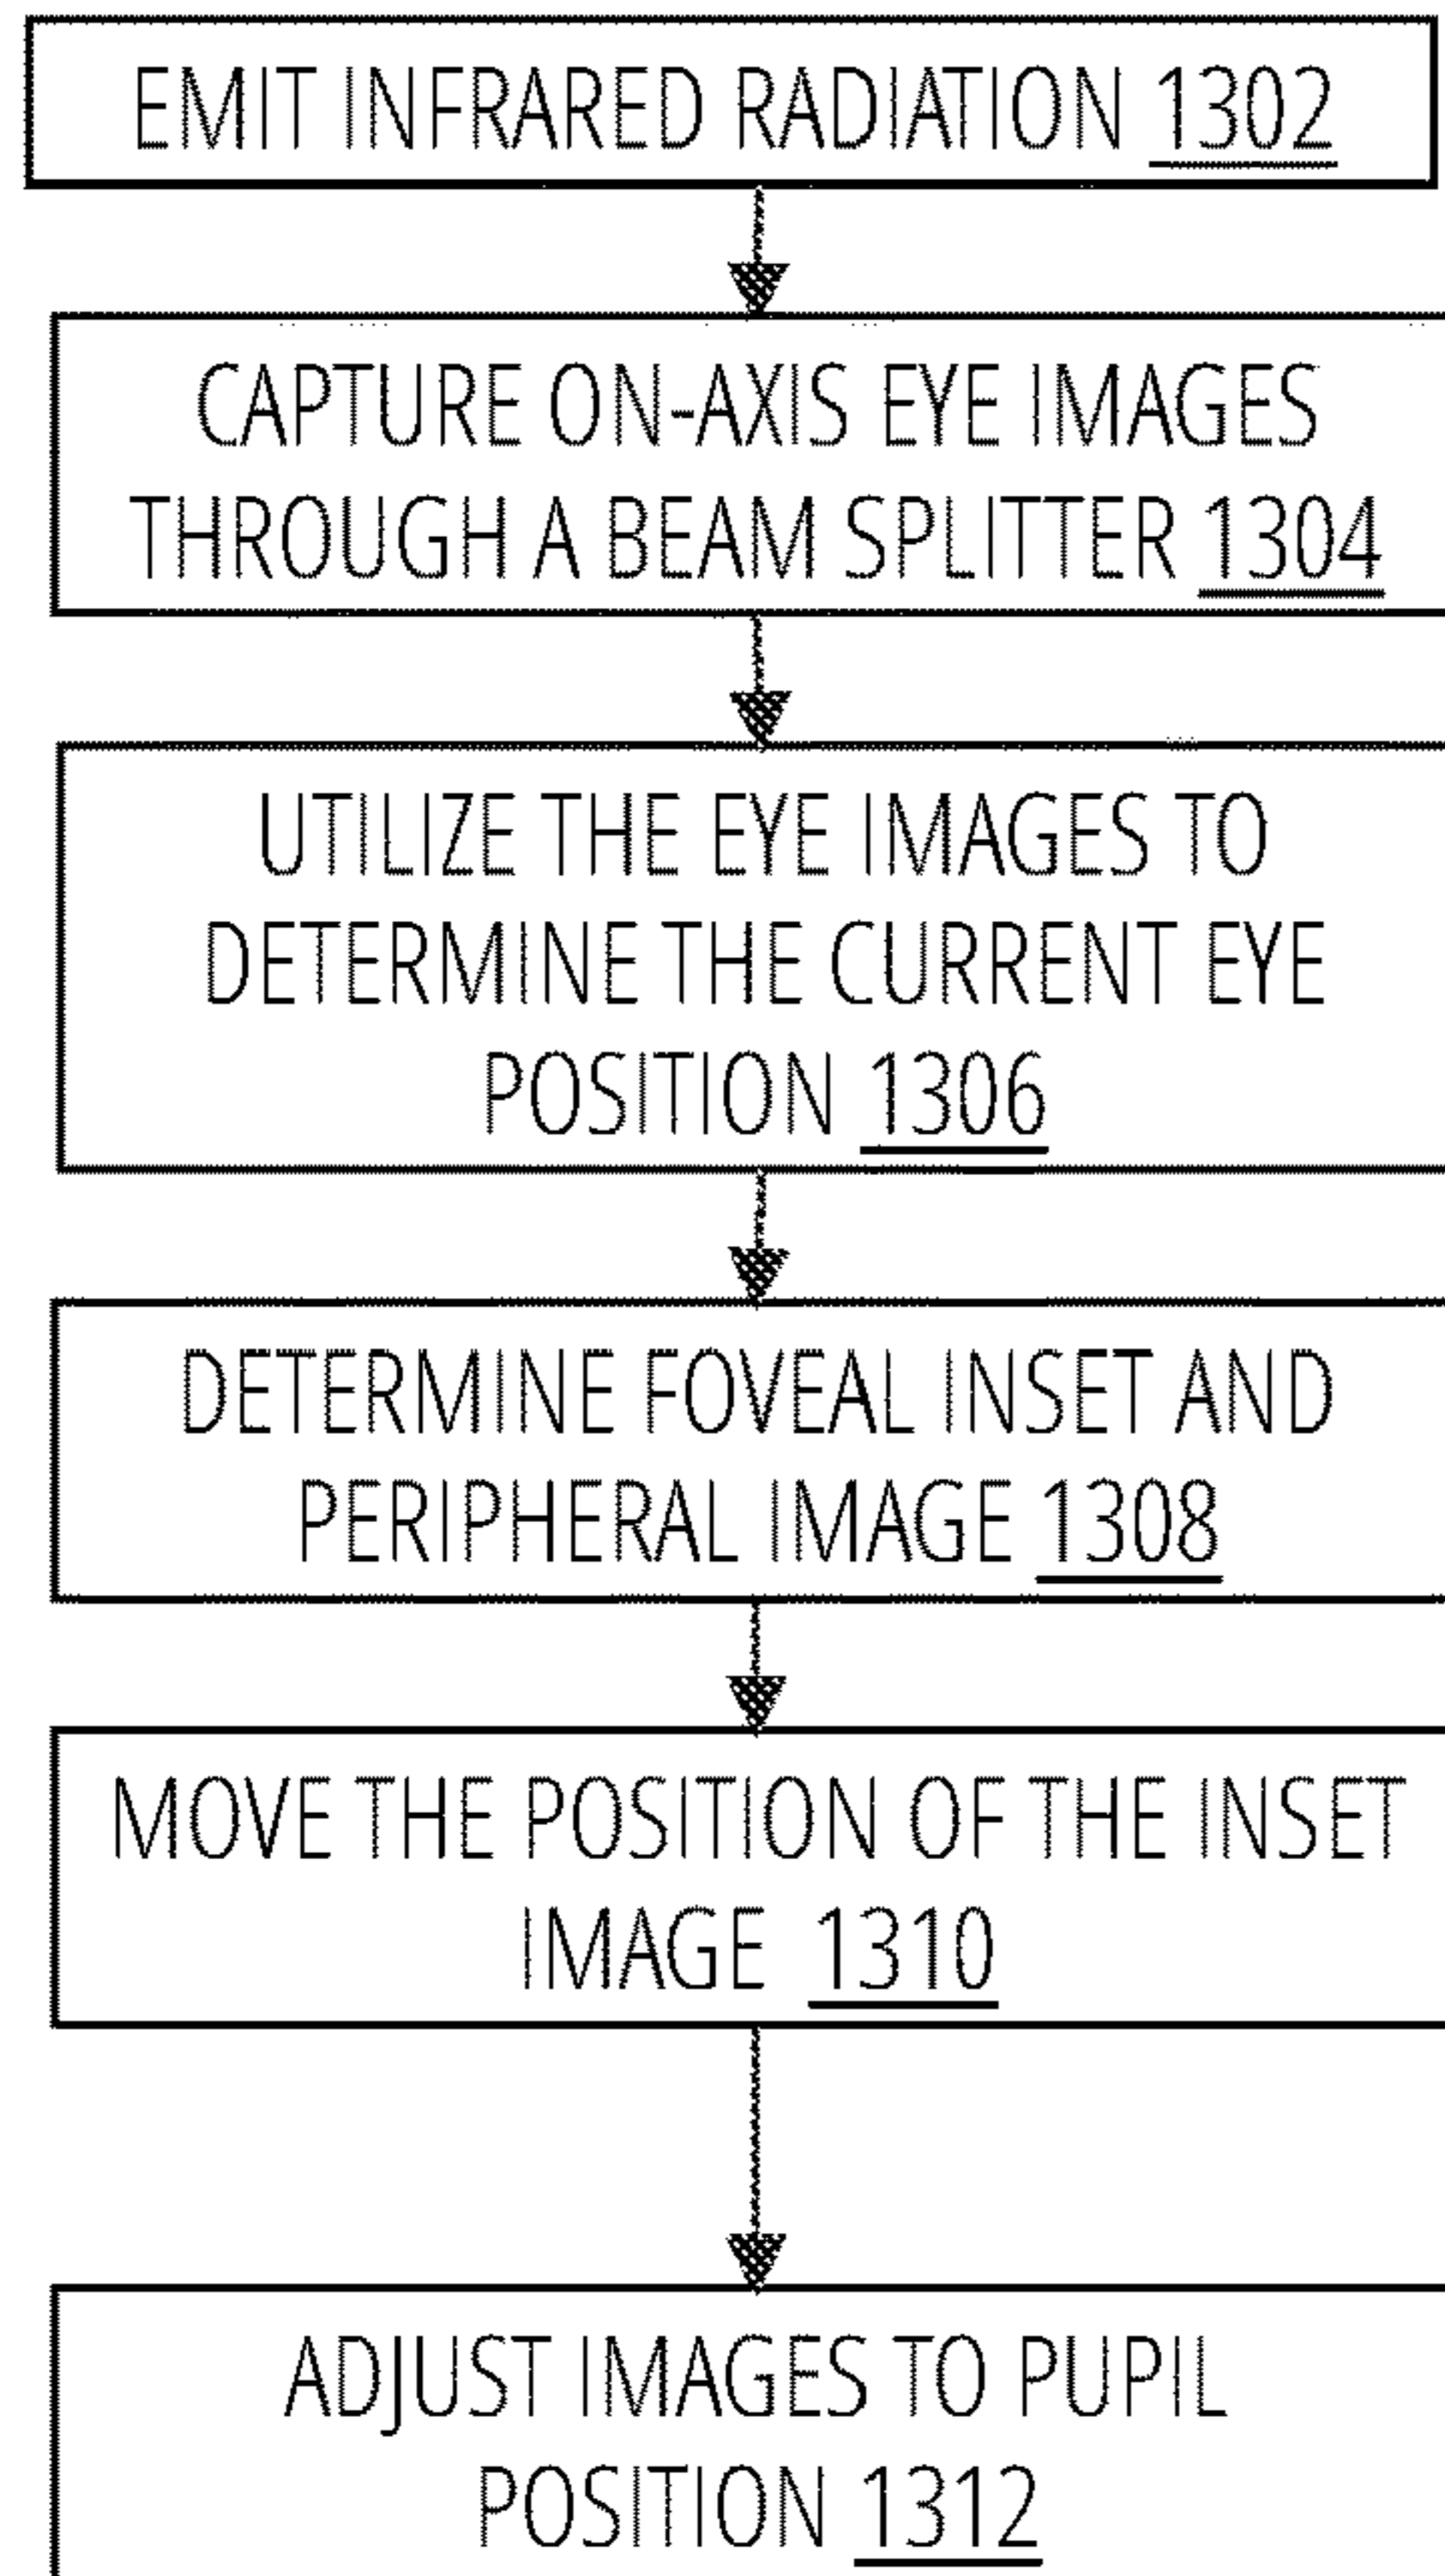 EMIT INFRARED RADIATION 1302
CAPTURE ON-AXIS EYE IMAGES
THROUGH A BEAM SPLITTER 1304
UTILIZE THE EYE IMAGES TO
DETERMINE THE CURRENT EYE
POSITION 1306
DETERMINE FOVEAL INSET AND
PERIPHERAL IMAGE 1308
MOVE THE POSITION OF THE INSET
IMAGE 1310
ADJUST IMAGES TO PUPIL
POSITION 1312